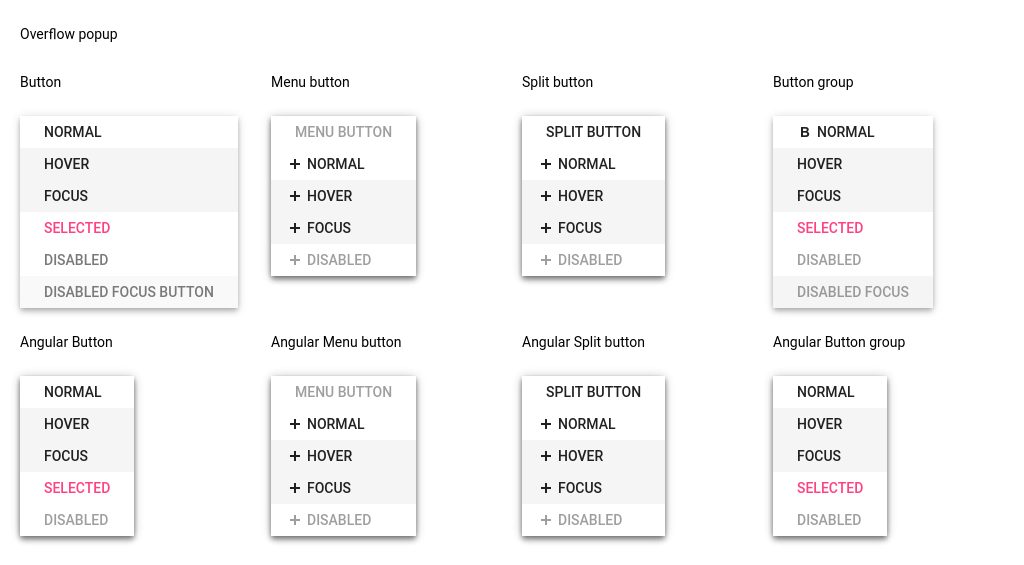 Overflow popup
Button
NORMAL
HOVER
FOCUS
SELECTED
DISABLED
DISABLED FOCUS BUTTON
Menu button
MENU BUTTON
+ NORMAL
+ HOVER
+ FOCUS
+ DISABLED
Split button
SPLIT BUTTON
+ NORMAL
+ HOVER
+ FOCUS
+ DISABLED
Button group
B NORMAL
HOVER
FOCUS
SELECTED
DISABLED
DISABLED FOCUS
Angular Button
NORMAL
HOVER
FOCUS
SELECTED
DISABLED
Angular Menu button
MENU BUTTON
+ NORMAL
+ HOVER
+ FOCUS
+ DISABLED
Angular Split button
SPLIT BUTTON
+ NORMAL
+ HOVER
+ FOCUS
+ DISABLED
Angular Button group
NORMAL
HOVER
FOCUS
SELECTED
DISABLED